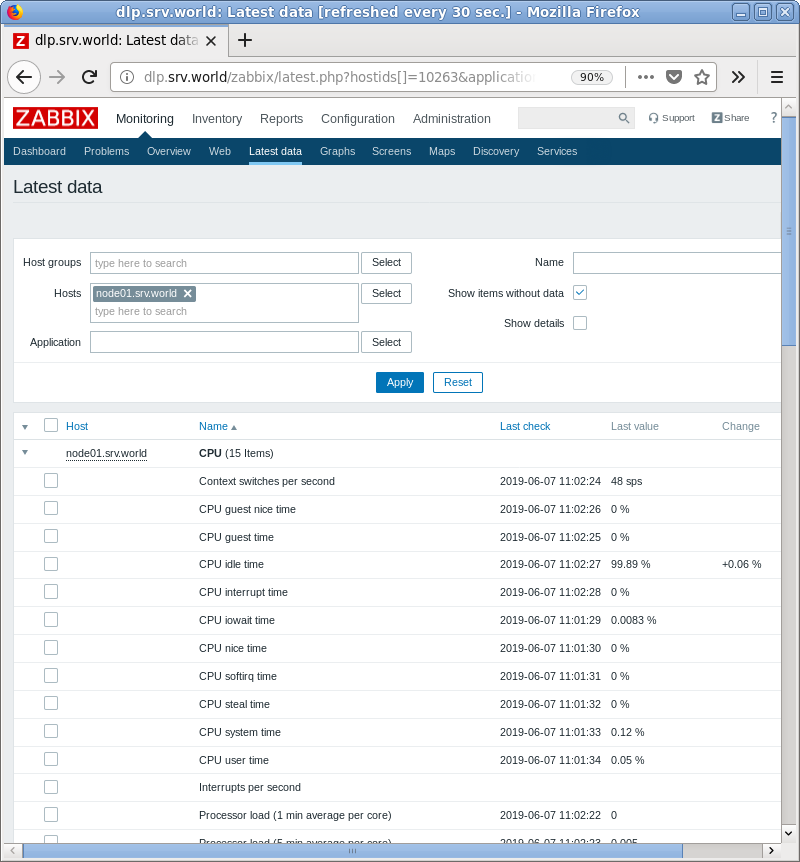 dlp.srv.world: Latest data [refreshed every 30 sec.] - Mozilla Firefox
Z dlp.srv.world: Latest data
dlp.srv.world/zabbix/latest.php?hostids[]=10263&application 90%
ZABBIX Monitoring Inventory Reports Configuration Administration Support Z Share ?
Dashboard Problems Overview Web Latest data Graphs Screens Maps Discovery Services
Latest data
Host groups type here to search Select Name
Hosts node01.srv.world Select Show items without data
type here to search
Show details
Application Select
Apply Reset
Host Name Last check Last value Change
node01.srv.world CPU (15 Items)
Context switches per second 2019-06-07 11:02:24 48 sps
CPU guest nice time 2019-06-07 11:02:26 0 %
CPU guest time 2019-06-07 11:02:25 0 %
CPU idle time 2019-06-07 11:02:27 99.89 % +0.06 %
CPU interrupt time 2019-06-07 11:02:28 0 %
CPU iowait time 2019-06-07 11:01:29 0.0083 %
CPU nice time 2019-06-07 11:01:30 0 %
CPU softirq time 2019-06-07 11:01:31 0 %
CPU steal time 2019-06-07 11:01:32 0 %
CPU system time 2019-06-07 11:01:33 0.12 %
CPU user time 2019-06-07 11:01:34 0.05 %
Interrupts per second
Processor load (1 min average per core) 2019-06-07 11:02:22 0
Processor load (5 min average per core) 2019-06-07 11:02:23 0.005